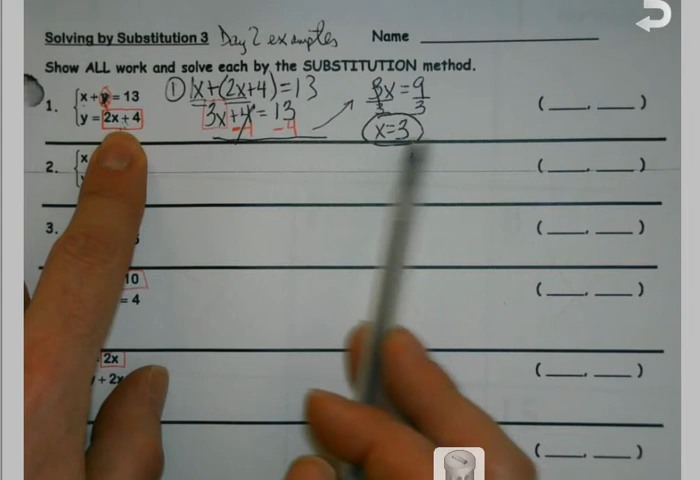 Solving by Substitution 3 Day 2 examples Name
Show ALL work and solve each by the SUBSTITUTION method.
1. x + y = 13
y = 2x + 4
① 1x+(2x+4)=13
3x+4=13
-4 -4
3x=9
3 3
x=3
( ___, ___ )
2. x
( ___, ___ )
3.
( ___, ___ )
10
= 4
( ___, ___ )
2x
+ 2x
( ___, ___ )
( ___, ___ )